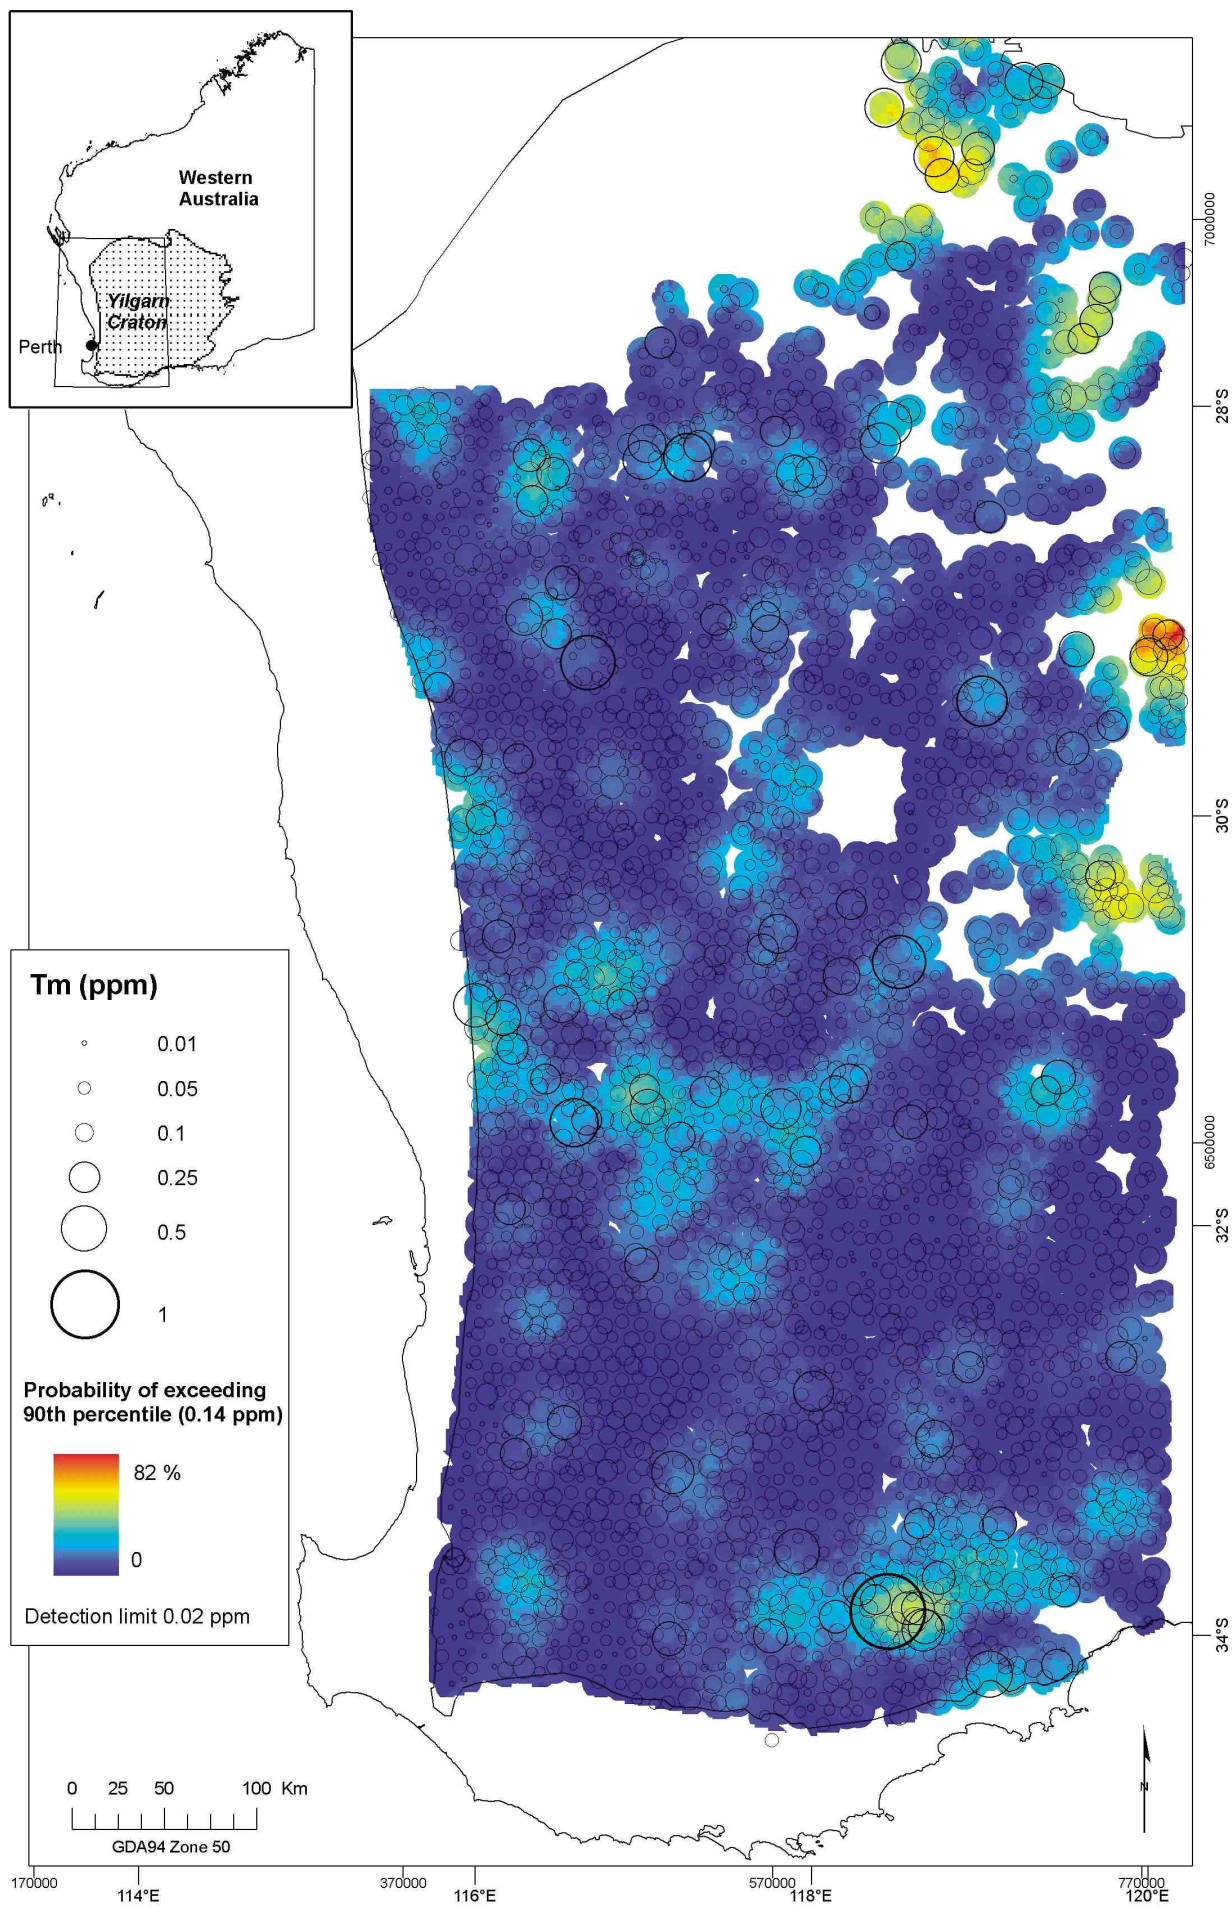 Western
Australia
Yilgarn
Craton
Perth
7000000
28°S
30°S
6500000
32°S
34°S
Tm (ppm)
0.01
0.05
0.1
0.25
0.5
1
Probability of exceeding
90th percentile (0.14 ppm)
82 %
0
Detection limit 0.02 ppm
0 25 50 100 Km
GDA94 Zone 50
N
170000 370000 570000 770000
114°E 116°E 118°E 120°E